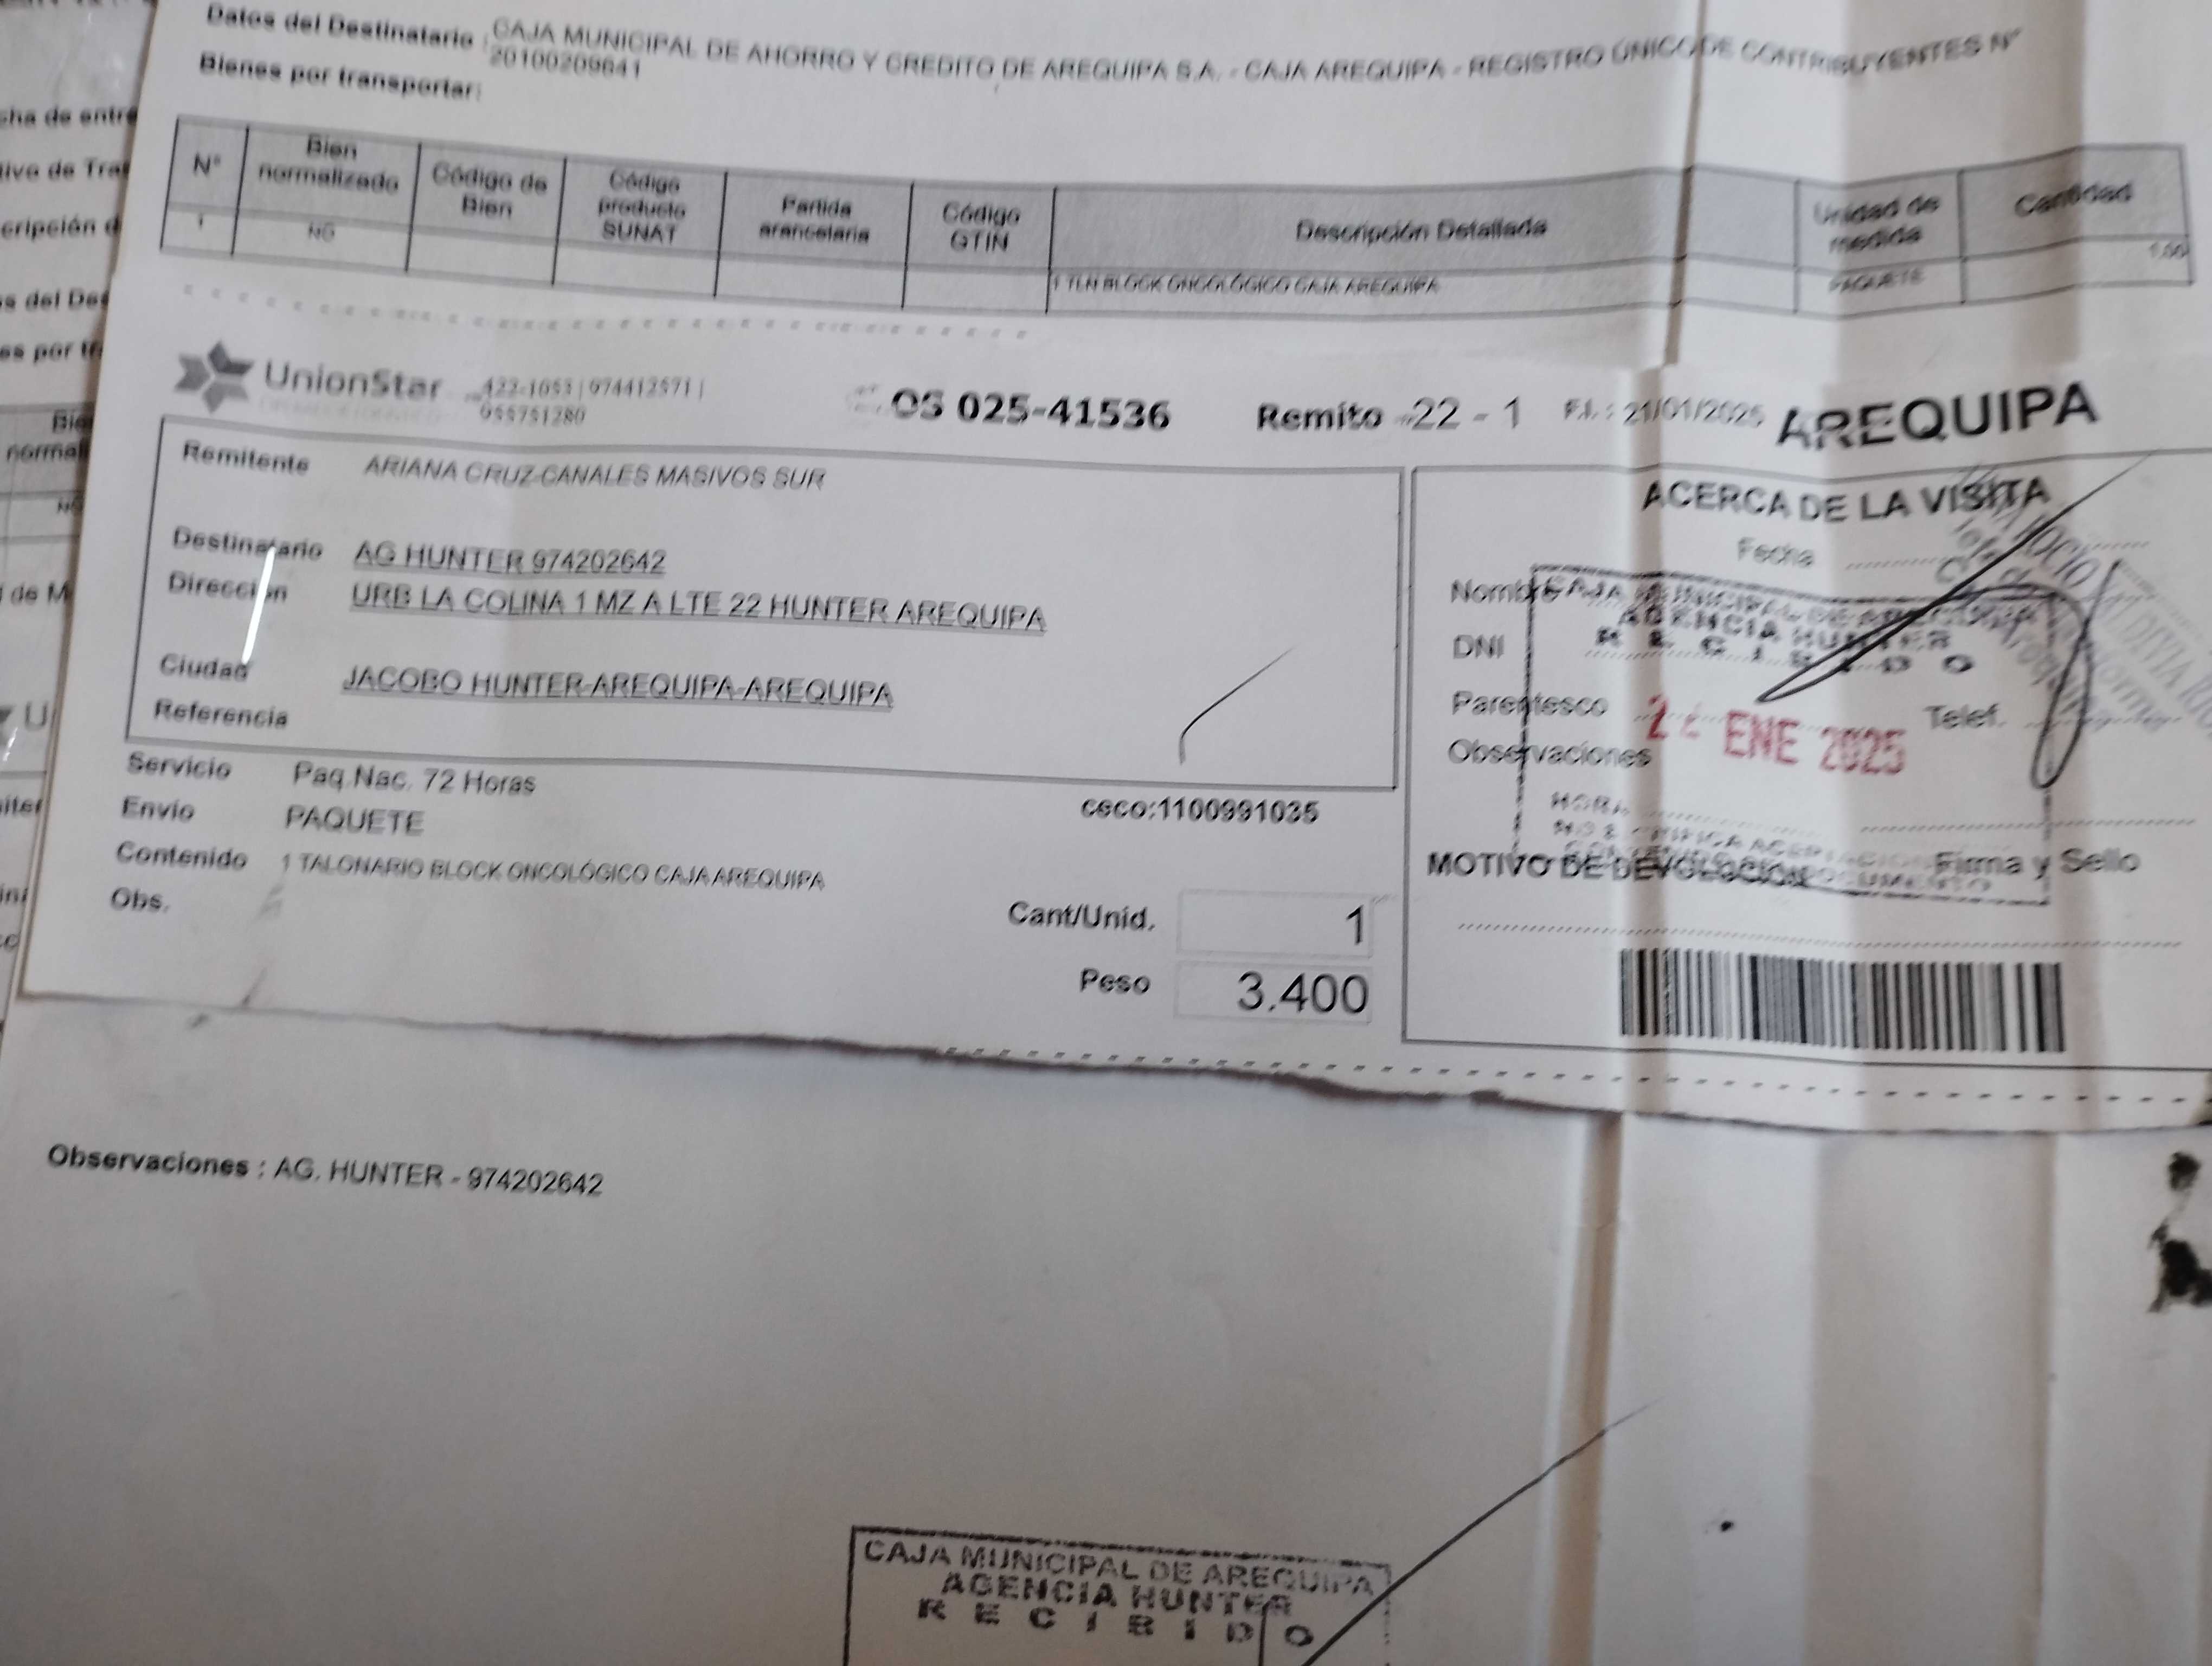 Datos del Destinatario : CAJA MUNICIPAL DE AHORRO Y CREDITO DE AREQUIPA S.A. - CAJA AREQUIPA - REGISTRO ÚNICO DE CONTRIBUYENTES N°
20100209641
Bienes por transportar:
N° Bien normalizado Código de Bien Código producto SUNAT Partida arancelaria Código GTIN Descripción Detallada Unidad de medida Cantidad
1 NO 1 TLN BLOCK ONCOLÓGICO CAJA AREQUIPA PAQUETE 1.00
UnionStar 422-1053 | 974412571 |
OS 025-41536 Remito 22 - 1 F.I. : 21/01/2025 AREQUIPA
Remitente ARIANA CRUZ-CANALES MASIVOS SUR
Destinatario AG HUNTER 974202642
Dirección URB LA COLINA 1 MZ A LTE 22 HUNTER AREQUIPA
Ciudad JACOBO HUNTER-AREQUIPA-AREQUIPA
Referencia
Servicio Paq.Nac. 72 Horas
Envio PAQUETE
ceco:1100991035
Contenido 1 TALONARIO BLOCK ONCOLÓGICO CAJA AREQUIPA
Obs.
Cant/Unid. 1
Peso 3.400
ACERCA DE LA VISITA
Fecha
Nombre
DNI
Parentesco
Telef.
Observaciones
CAJA MUNICIPAL DE AREQUIPA
AGENCIA HUNTER
RECIBIDO
ENE 2025
HORA
MOTIVO DE DEVOLOCION
Firma y Sello
Observaciones : AG. HUNTER - 974202642
CAJA MUNICIPAL DE AREQUIPA
AGENCIA HUNTER
RECIBIDO